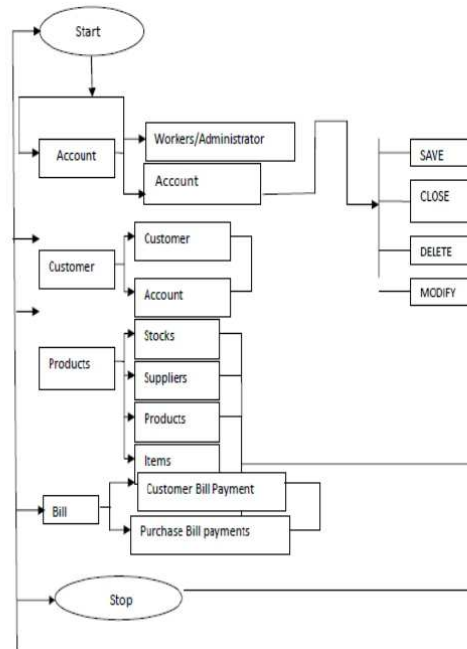 Start
Workers/Administrator
Account
Account
SAVE
CLOSE
DELETE
MODIFY
Customer
Customer
Account
Products
Stocks
Suppliers
Products
Items
Bill
Customer Bill Payment
Purchase Bill payments
Stop